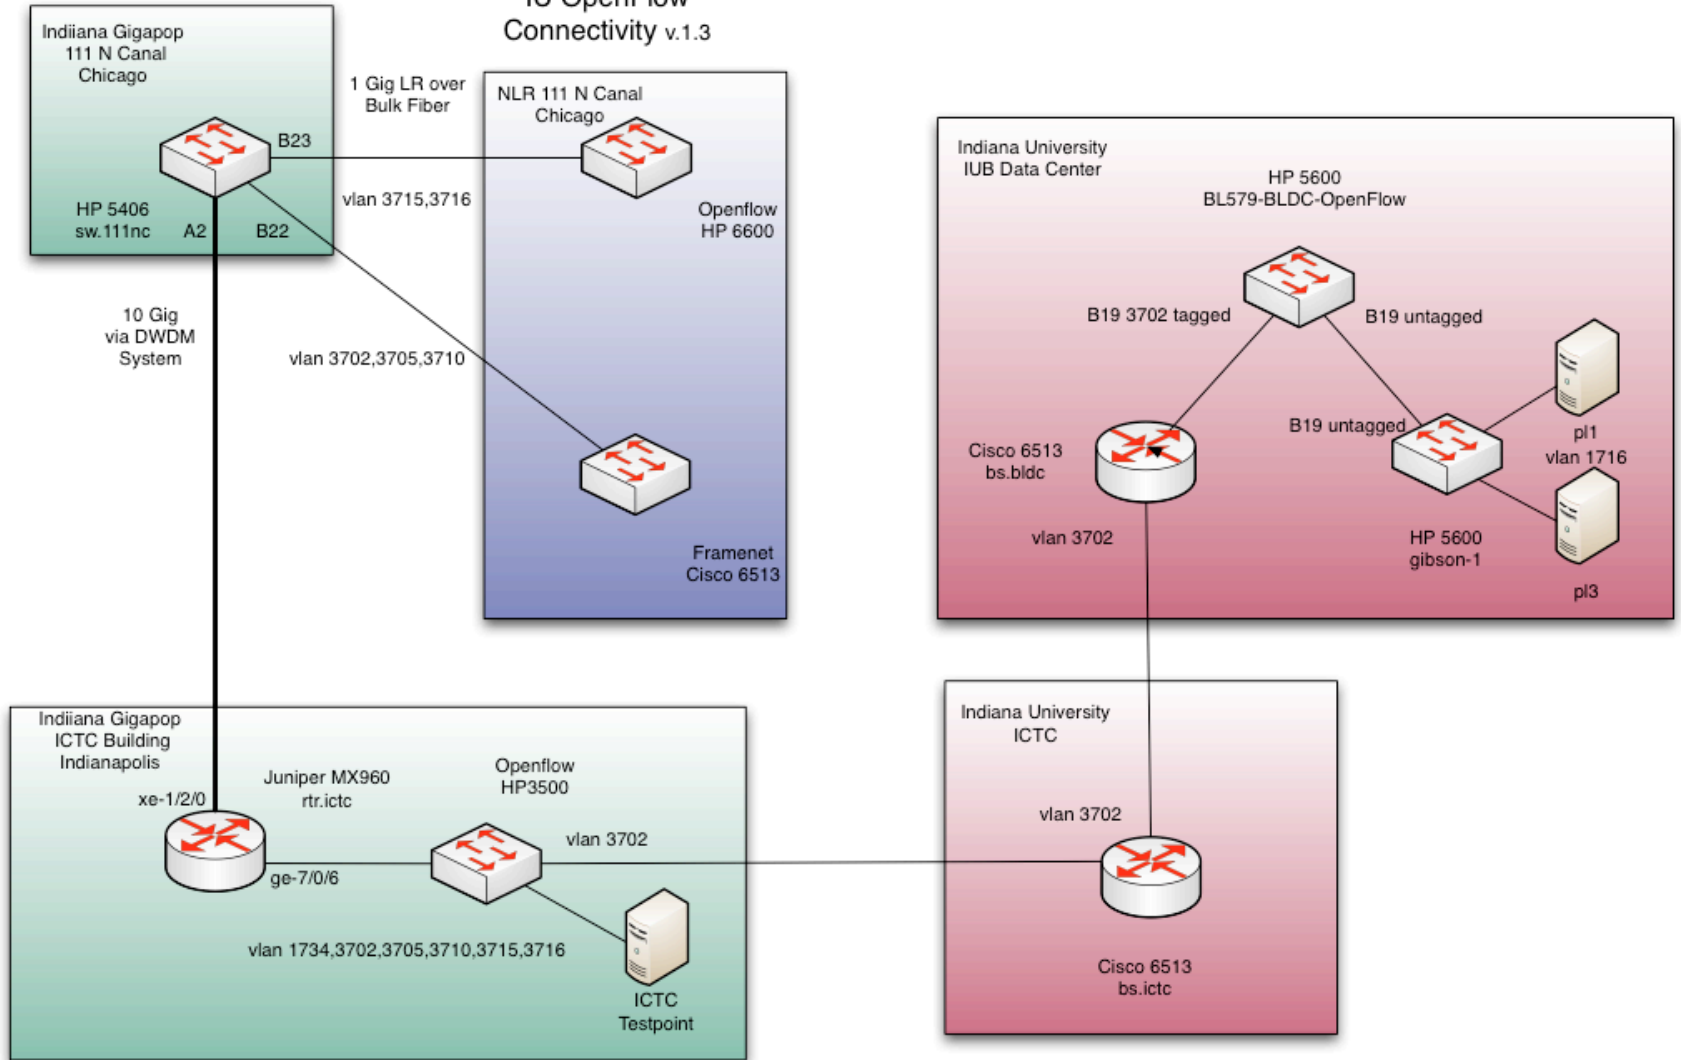 IU OpenFlow
Connectivity v.1.3
Indiiana Gigapop
111 N Canal
Chicago
B23
HP 5406
sw.111nc
A2
B22
1 Gig LR over
Bulk Fiber
vlan 3715,3716
NLR 111 N Canal
Chicago
Openflow
HP 6600
10 Gig
via DWDM
System
vlan 3702,3705,3710
Framenet
Cisco 6513
Indiana University
IUB Data Center
HP 5600
BL579-BLDC-OpenFlow
B19 3702 tagged
B19 untagged
B19 untagged
Cisco 6513
bs.bldc
pl1
vlan 1716
vlan 3702
HP 5600
gibson-1
pl3
Indiiana Gigapop
ICTC Building
Indianapolis
xe-1/2/0
Juniper MX960
rtr.ictc
Openflow
HP3500
vlan 3702
ge-7/0/6
vlan 1734,3702,3705,3710,3715,3716
ICTC
Testpoint
Indiana University
ICTC
vlan 3702
Cisco 6513
bs.ictc